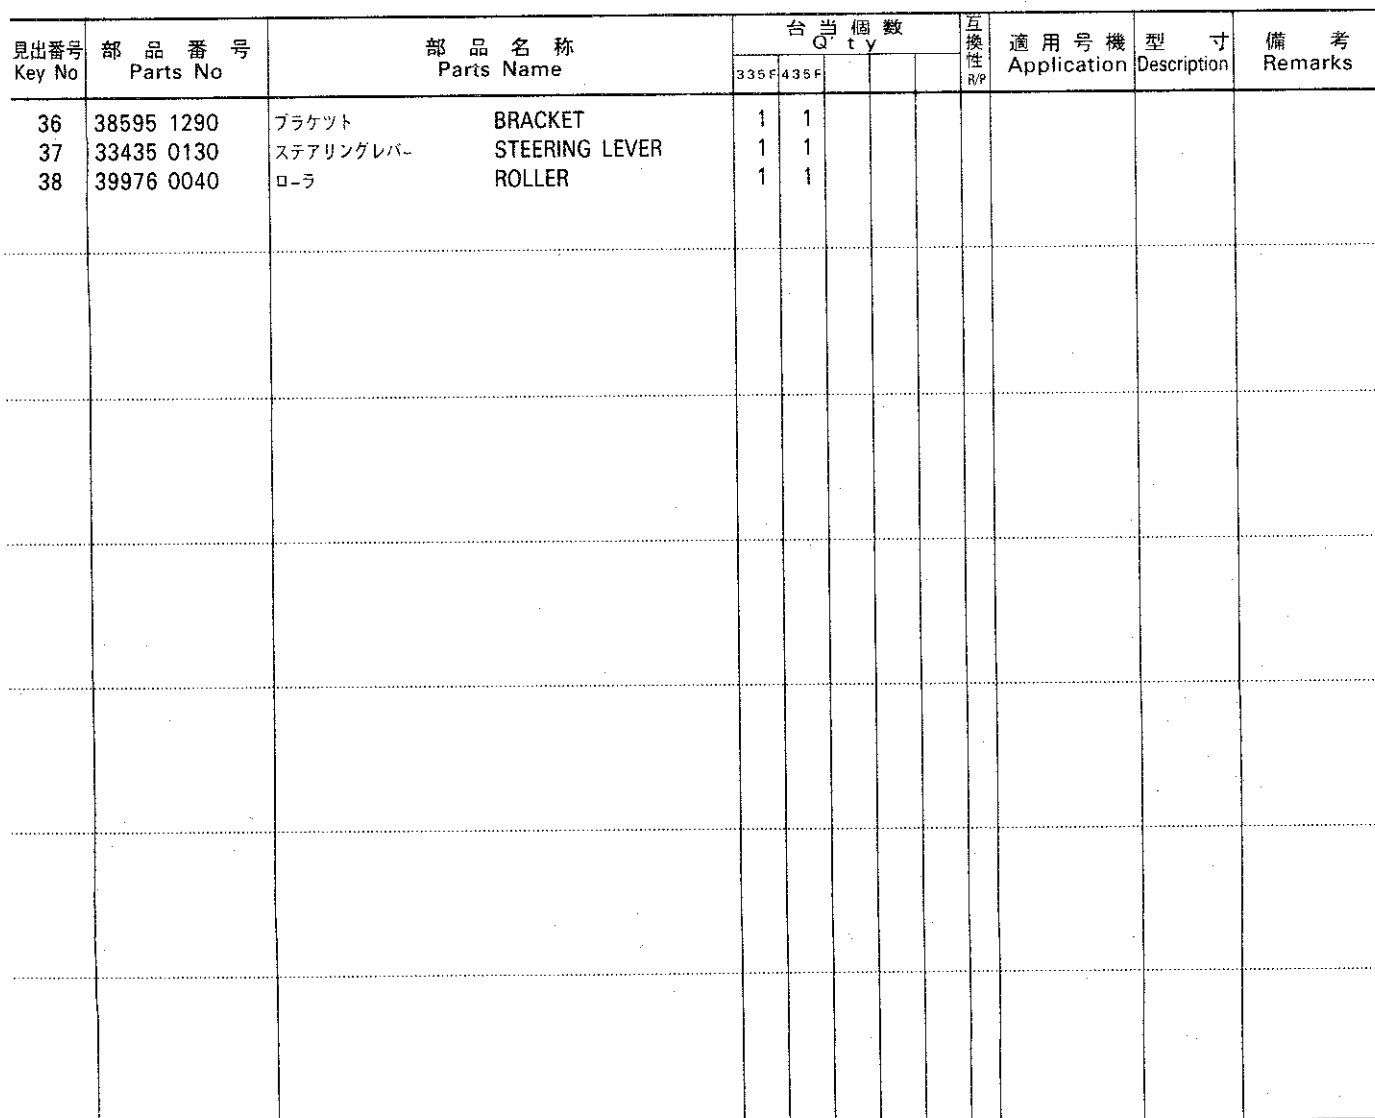 見出番号 部品番号 部品名称 台当個数 互換性 適用号機 型寸 備考
Key No Parts No Parts Name Q'ty R/P Application Description Remarks
335F 435F
36 38595 1290 ブラケツト BRACKET 1 1
37 33435 0130 ステアリングレバー STEERING LEVER 1 1
38 39976 0040 ローラ ROLLER 1 1